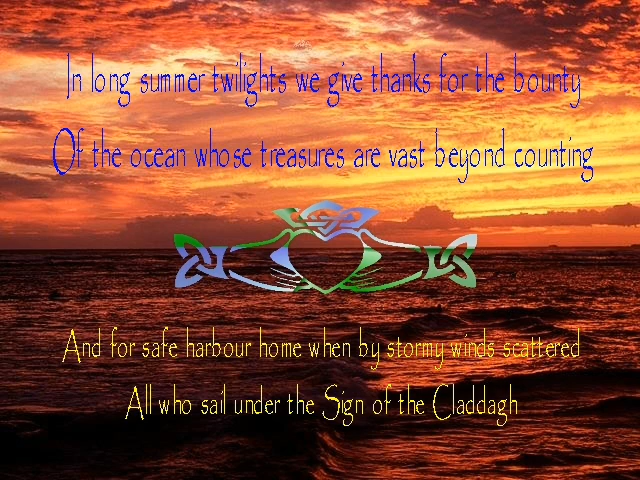 In long summer twilights we give thanks for the bounty
Of the ocean whose treasures are vast beyond counting
And for safe harbour home when by stormy winds scattered
All who sail under the Sign of the Claddagh